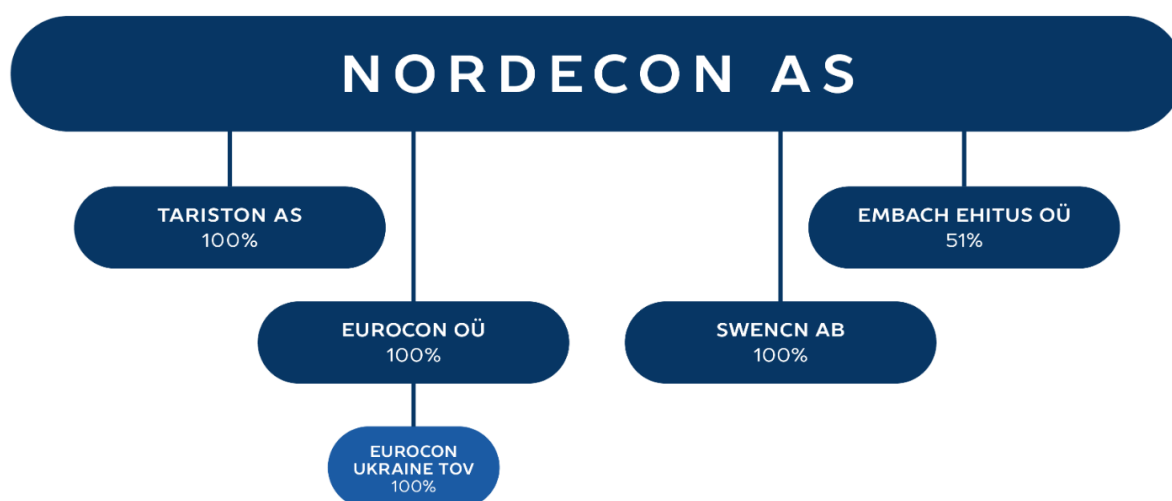 NORDECON AS
TARISTON AS
100%
EMBACH EHITUS OÜ
51%
EUROCON OÜ
100%
SWENCN AB
100%
EUROCON
UKRAINE TOV
100%